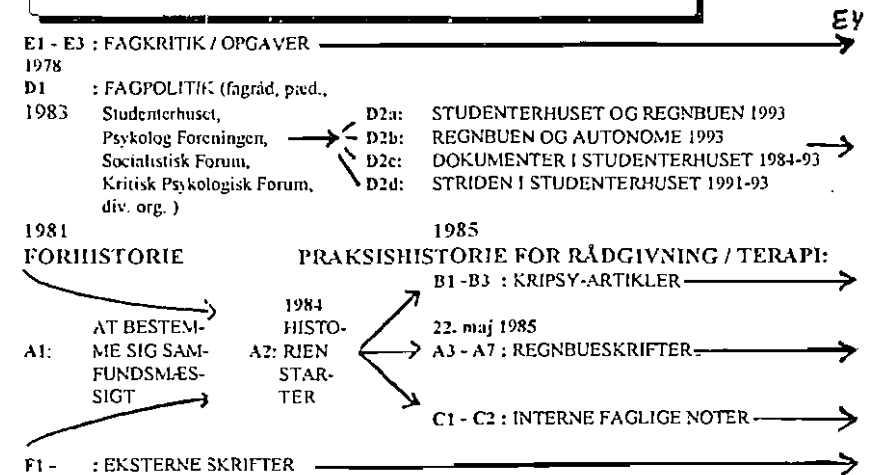 E4
E1 - E3 : FAGKRITIK / OPGAVER
1978
D1 : FAGPOLITIK (fagråd, pæd.,
1983 Studenterhuset, D2a: STUDENTERHUSET OG REGNBUEN 1993
Psykolog Foreningen, D2b: REGNBUEN OG AUTONOME 1993
Socialistisk Forum, D2c: DOKUMENTER I STUDENTERHUSET 1984-93
Kritisk Psykologisk Forum, D2d: STRIDEN I STUDENTERHUSET 1991-93
div. org. )
1981 1985
FORHISTORIE PRAKSISHISTORIE FOR RÅDGIVNING / TERAPI:
B1 - B3 : KRIPSY-ARTIKLER
1984
AT BESTEM- HISTO- 22. maj 1985
A1: ME SIG SAM- A2: RIEN A3 - A7 : REGNBUESKRIFTER
FUNDSMÆS- STAR-
SIGT TER
C1 - C2 : INTERNE FAGLIGE NOTER
F1 - : EKSTERNE SKRIFTER